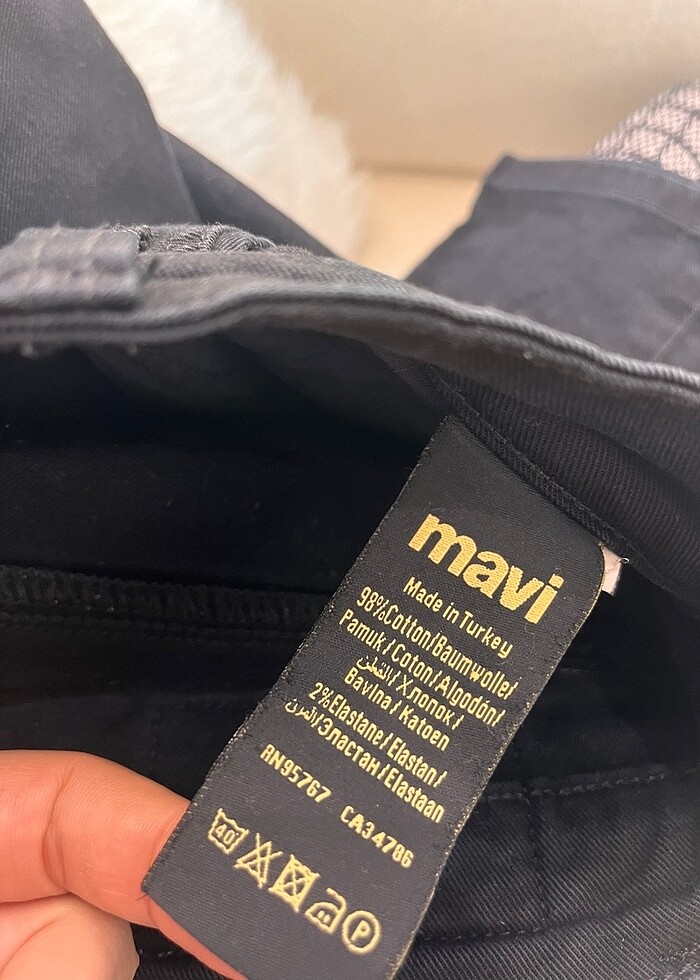 mavi
Made in Turkey
98%Cotton/Baumwolle/
Pamuk/Coton/Algodón/
القطن/Хлопок/
Bavlna/Katoen
2%Elastane/Elastan/
المرن/Эластан/Elastaan
RN95767 CA34786
40
P